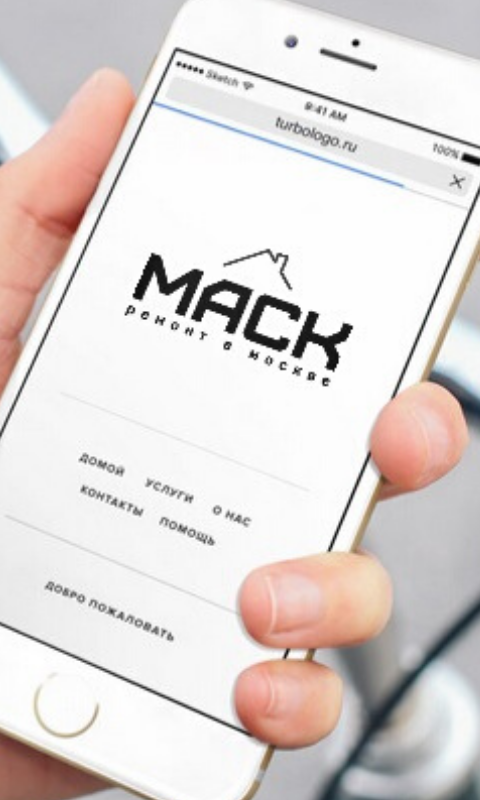 Sketch
9:41 AM
100%
turbologo.ru
МАСК
ремонт в москве
ДОМОЙ УСЛУГИ О НАС
КОНТАКТЫ ПОМОЩЬ
ДОБРО ПОЖАЛОВАТЬ